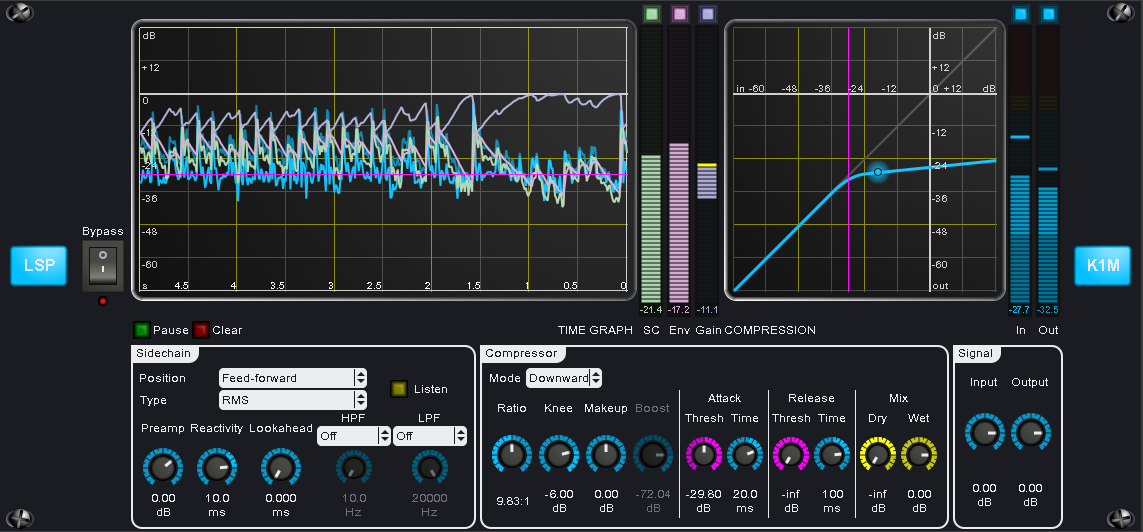 dB
+12
0
-12
-24
-36
-48
-60
s 4.5 4 3.5 3 2.5 2 1.5 1 0.5 0
-21.4 -17.2 -11.1
dB
+12
in -60 -48 -36 -24 -12 0 +12 dB
-12
-24
-36
-48
-60
out
-27.7 -32.5
Bypass
LSP
K1M
Pause Clear
TIME GRAPH SC Env Gain COMPRESSION In Out
Sidechain
Position Feed-forward
Type RMS
Listen
HPF LPF
Off Off
Preamp Reactivity Lookahead
0.00 10.0 0.000 10.0 20000
dB ms ms Hz Hz
Compressor
Mode Downward
Attack Release Mix
Ratio Knee Makeup Boost
Thresh Time Thresh Time Dry Wet
9.83:1
-6.00 0.00 -72.04 -29.80 20.0 -inf 100 -inf 0.00
dB dB dB dB ms dB ms dB dB
Signal
Input Output
0.00 0.00
dB dB